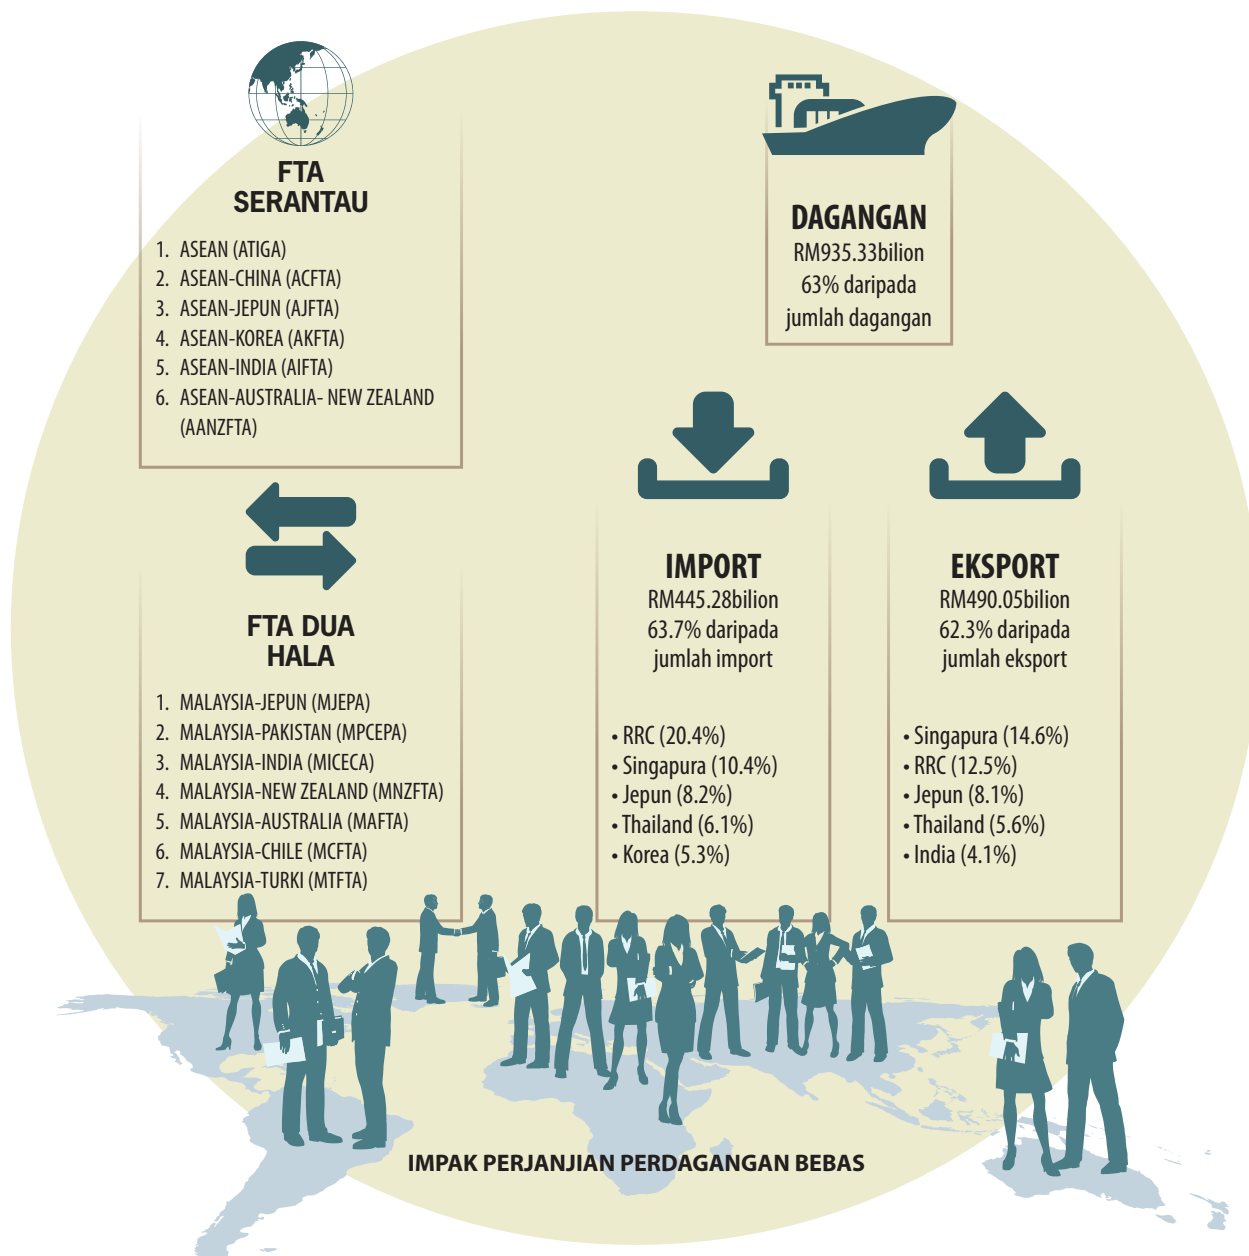 FTA
SERANTAU
1. ASEAN (ATIGA)
2. ASEAN-CHINA (ACFTA)
3. ASEAN-JEPUN (AJFTA)
4. ASEAN-KOREA (AKFTA)
5. ASEAN-INDIA (AIFTA)
6. ASEAN-AUSTRALIA- NEW ZEALAND
(AANZFTA)
FTA DUA
HALA
1. MALAYSIA-JEPUN (MJEPA)
2. MALAYSIA-PAKISTAN (MPCEPA)
3. MALAYSIA-INDIA (MICECA)
4. MALAYSIA-NEW ZEALAND (MNZFTA)
5. MALAYSIA-AUSTRALIA (MAFTA)
6. MALAYSIA-CHILE (MCFTA)
7. MALAYSIA-TURKI (MTFTA)
DAGANGAN
RM935.33bilion
63% daripada
jumlah dagangan
IMPORT
RM445.28bilion
63.7% daripada
jumlah import
• RRC (20.4%)
• Singapura (10.4%)
• Jepun (8.2%)
• Thailand (6.1%)
• Korea (5.3%)
EKSPORT
RM490.05bilion
62.3% daripada
jumlah eksport
• Singapura (14.6%)
• RRC (12.5%)
• Jepun (8.1%)
• Thailand (5.6%)
• India (4.1%)
IMPAK PERJANJIAN PERDAGANGAN BEBAS